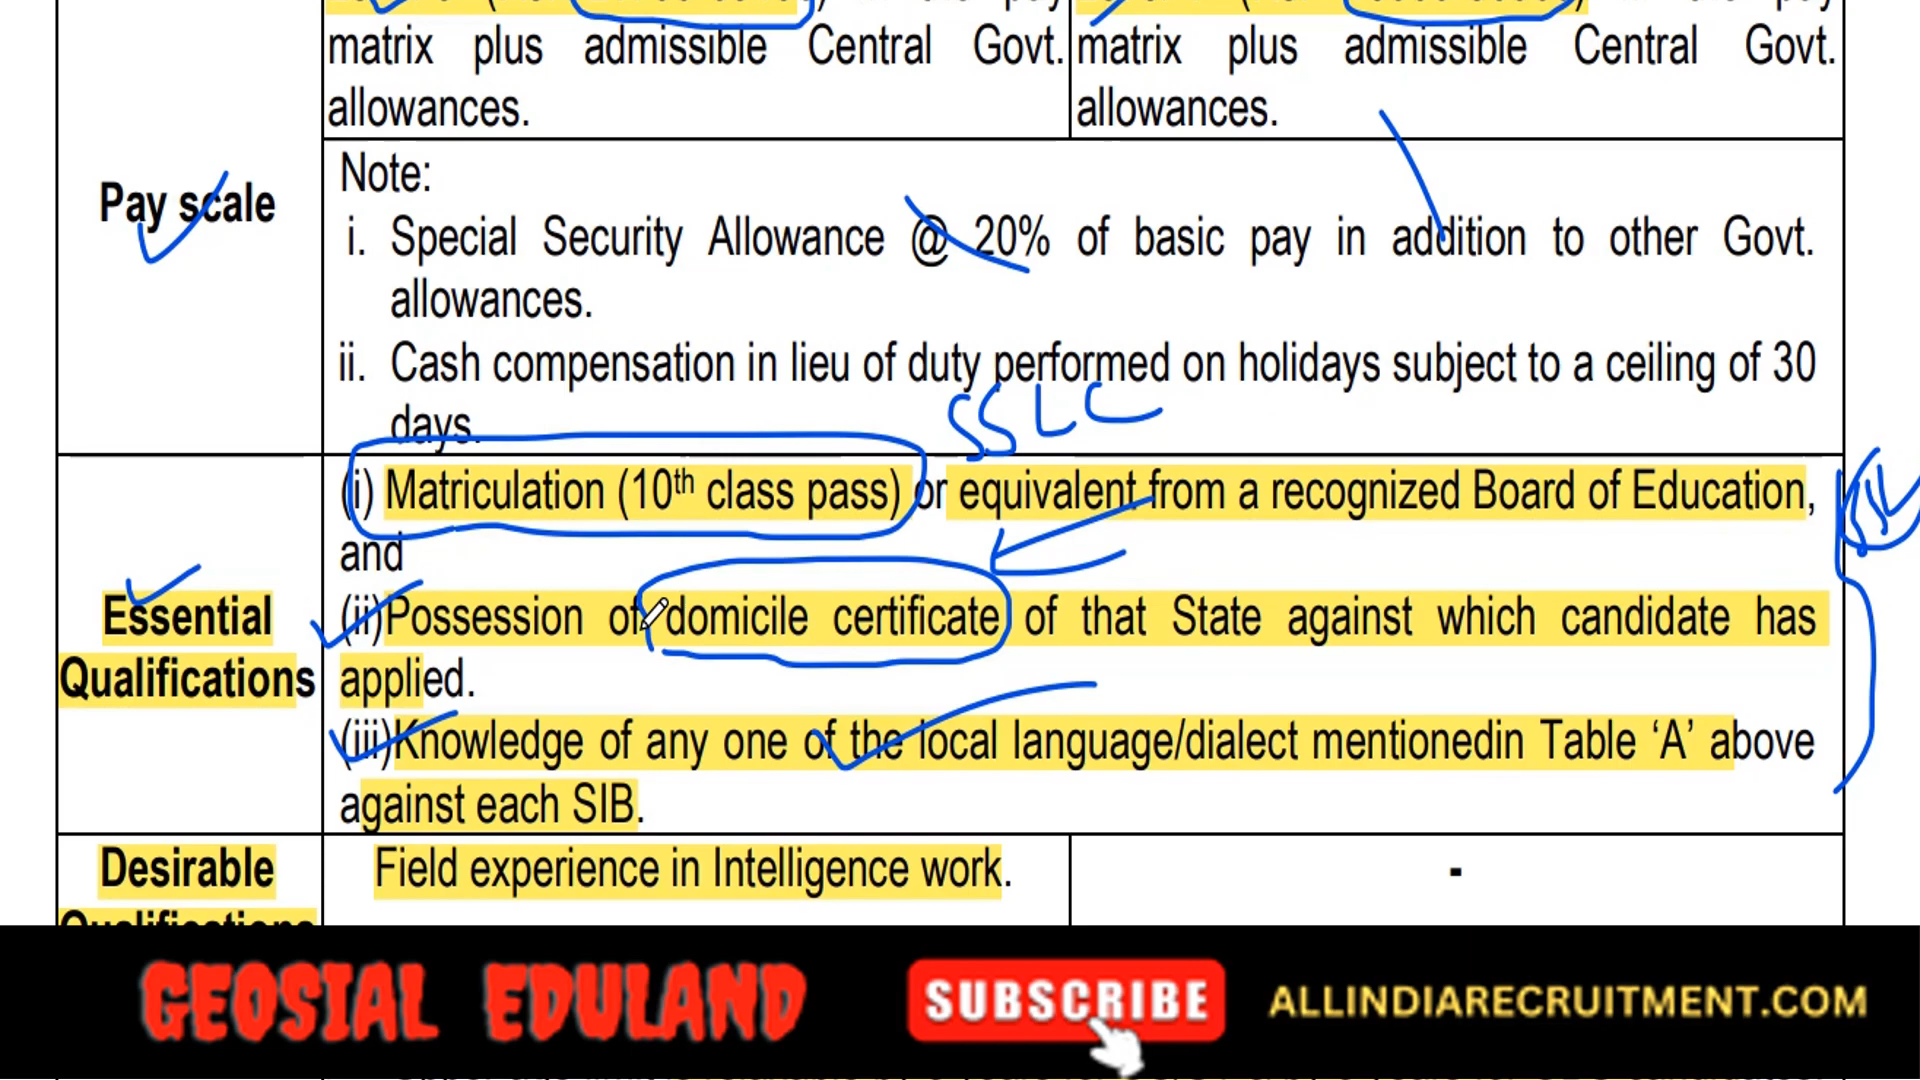 matrix plus admissible Central Govt.
allowances.
matrix plus admissible Central Govt.
allowances.
Pay scale
Note:
i. Special Security Allowance @ 20% of basic pay in addition to other Govt.
allowances.
ii. Cash compensation in lieu of duty performed on holidays subject to a ceiling of 30
days.
SSLC
Essential
Qualifications
(i) Matriculation (10th class pass) or equivalent from a recognized Board of Education,
and
(ii)Possession of domicile certificate of that State against which candidate has
applied.
(iii)Knowledge of any one of the local language/dialect mentionedin Table ‘A’ above
against each SIB.
Desirable
Qualifications
Field experience in Intelligence work.
-
GEOSIAL EDULAND
SUBSCRIBE
ALLINDIARECRUITMENT.COM